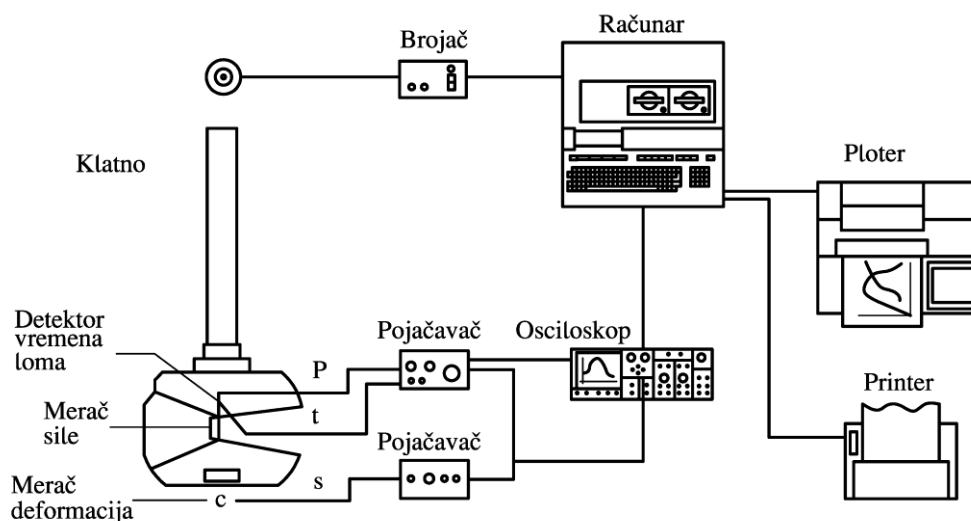 Računar
Brojač
Klatno
Ploter
Detektor
vremena
loma
Pojačavač
Osciloskop
P
t
Merač
sile
Pojačavač
Printer
s
Merač
deformacija
c